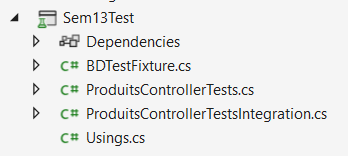 Sem13Test
Dependencies
C# BDTestFixture.cs
C# ProduitsControllerTests.cs
C# ProduitsControllerTestsIntegration.cs
C# Usings.cs